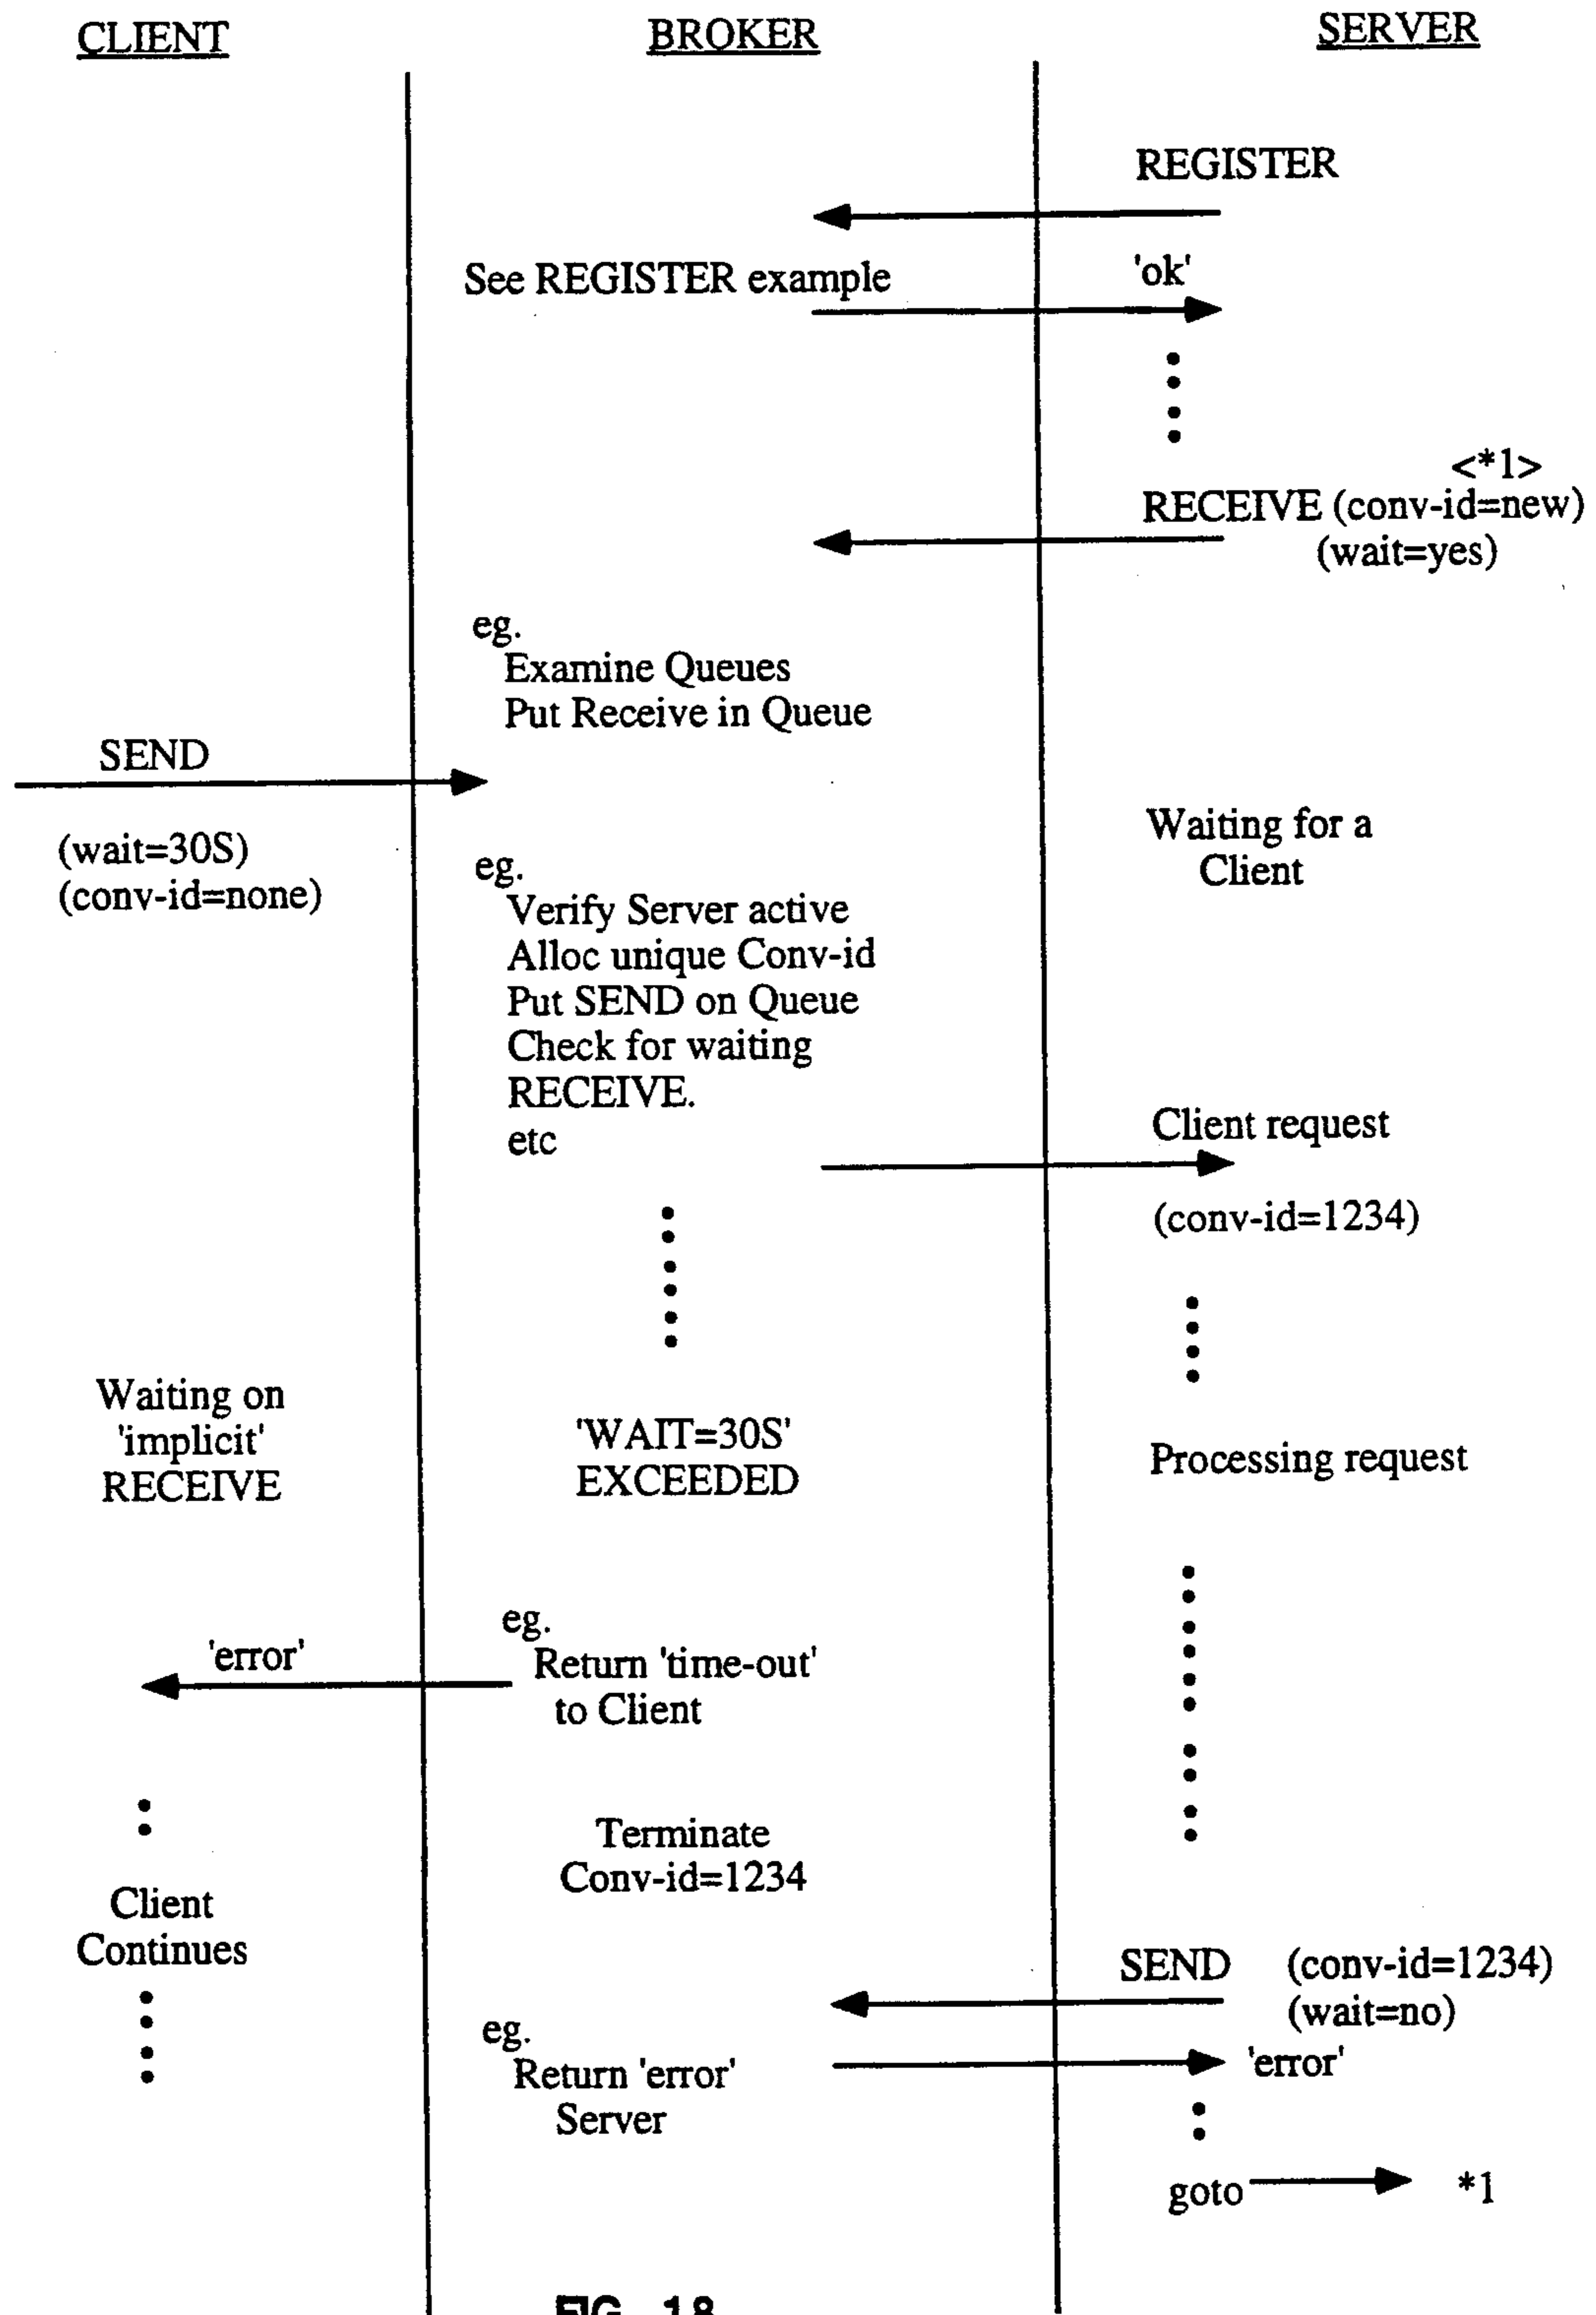 CLIENT
BROKER
SERVER
REGISTER
See REGISTER example
'ok'
<*1>
RECEIVE (conv-id=new)
(wait=yes)
eg.
Examine Queues
Put Receive in Queue
SEND
(wait=30S)
(conv-id=none)
Waiting for a
Client
eg.
Verify Server active
Alloc unique Conv-id
Put SEND on Queue
Check for waiting
RECEIVE.
etc
Client request
(conv-id=1234)
Waiting on
'implicit'
RECEIVE
'WAIT=30S'
EXCEEDED
Processing request
'error'
eg.
Return 'time-out'
to Client
Terminate
Conv-id=1234
Client
Continues
SEND (conv-id=1234)
(wait=no)
eg.
Return 'error'
Server
'error'
goto *1
FIG. 18